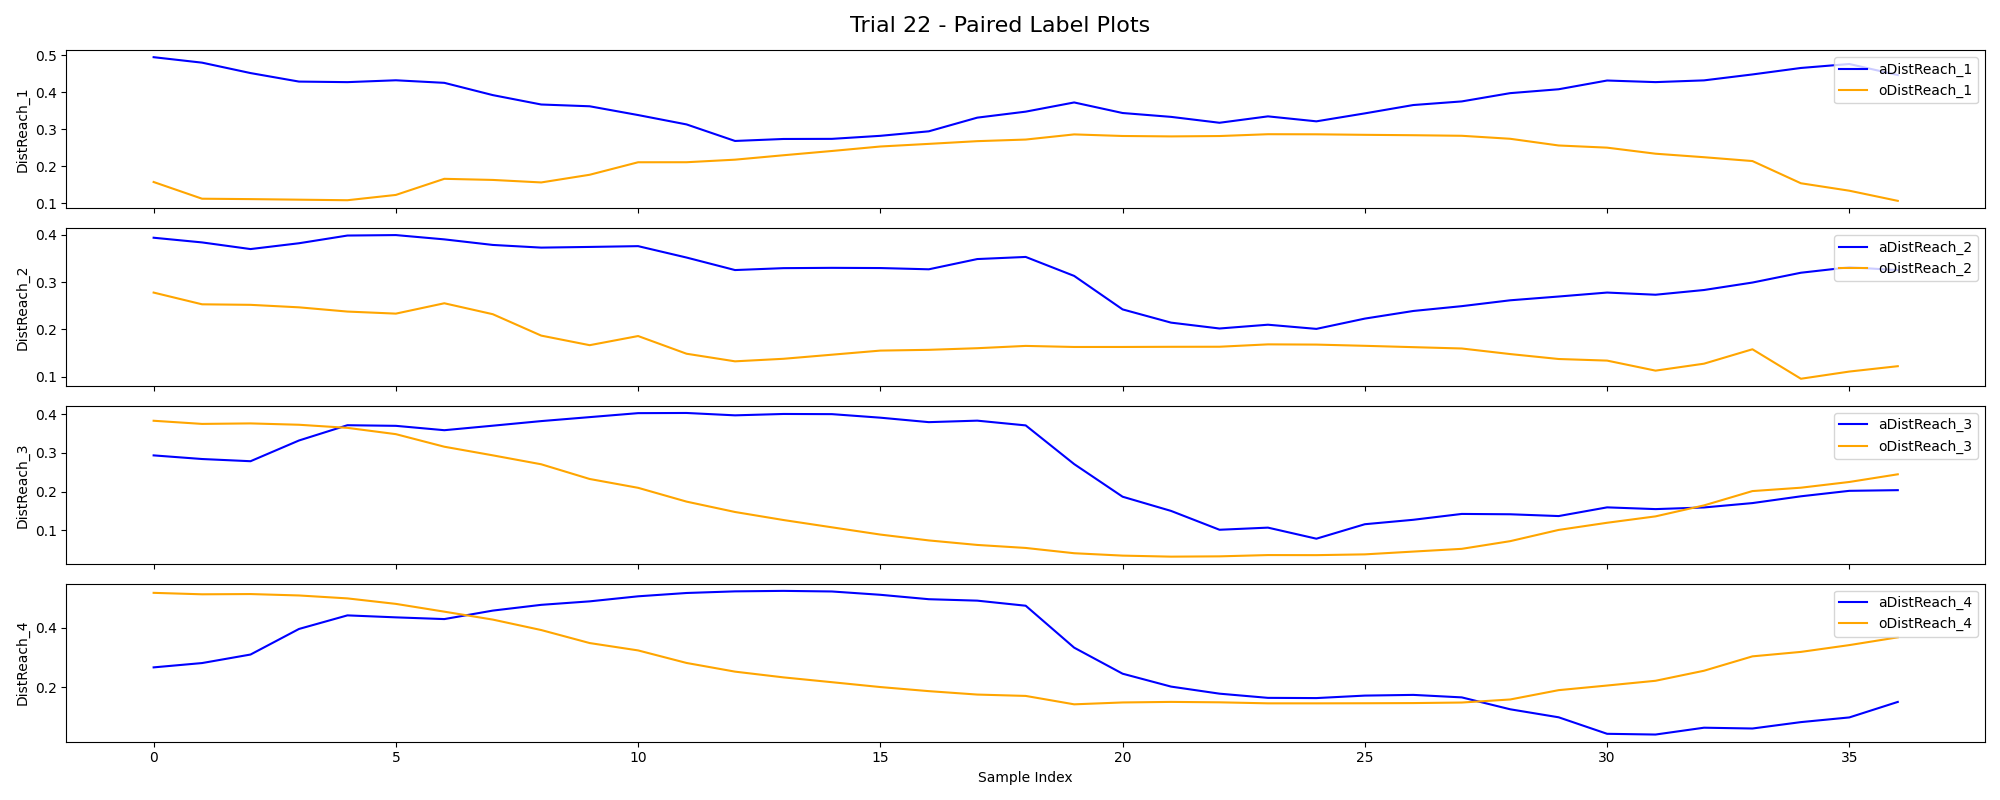 Trial 22 - Paired Label Plots
DistReach_1
0.5
0.4
0.3
0.2
0.1
aDistReach_1
oDistReach_1
DistReach_2
0.4
0.3
0.2
0.1
aDistReach_2
oDistReach_2
DistReach_3
0.4
0.3
0.2
0.1
aDistReach_3
oDistReach_3
DistReach_4
0.4
0.2
aDistReach_4
oDistReach_4
0 5 10 15 20 25 30 35
Sample Index